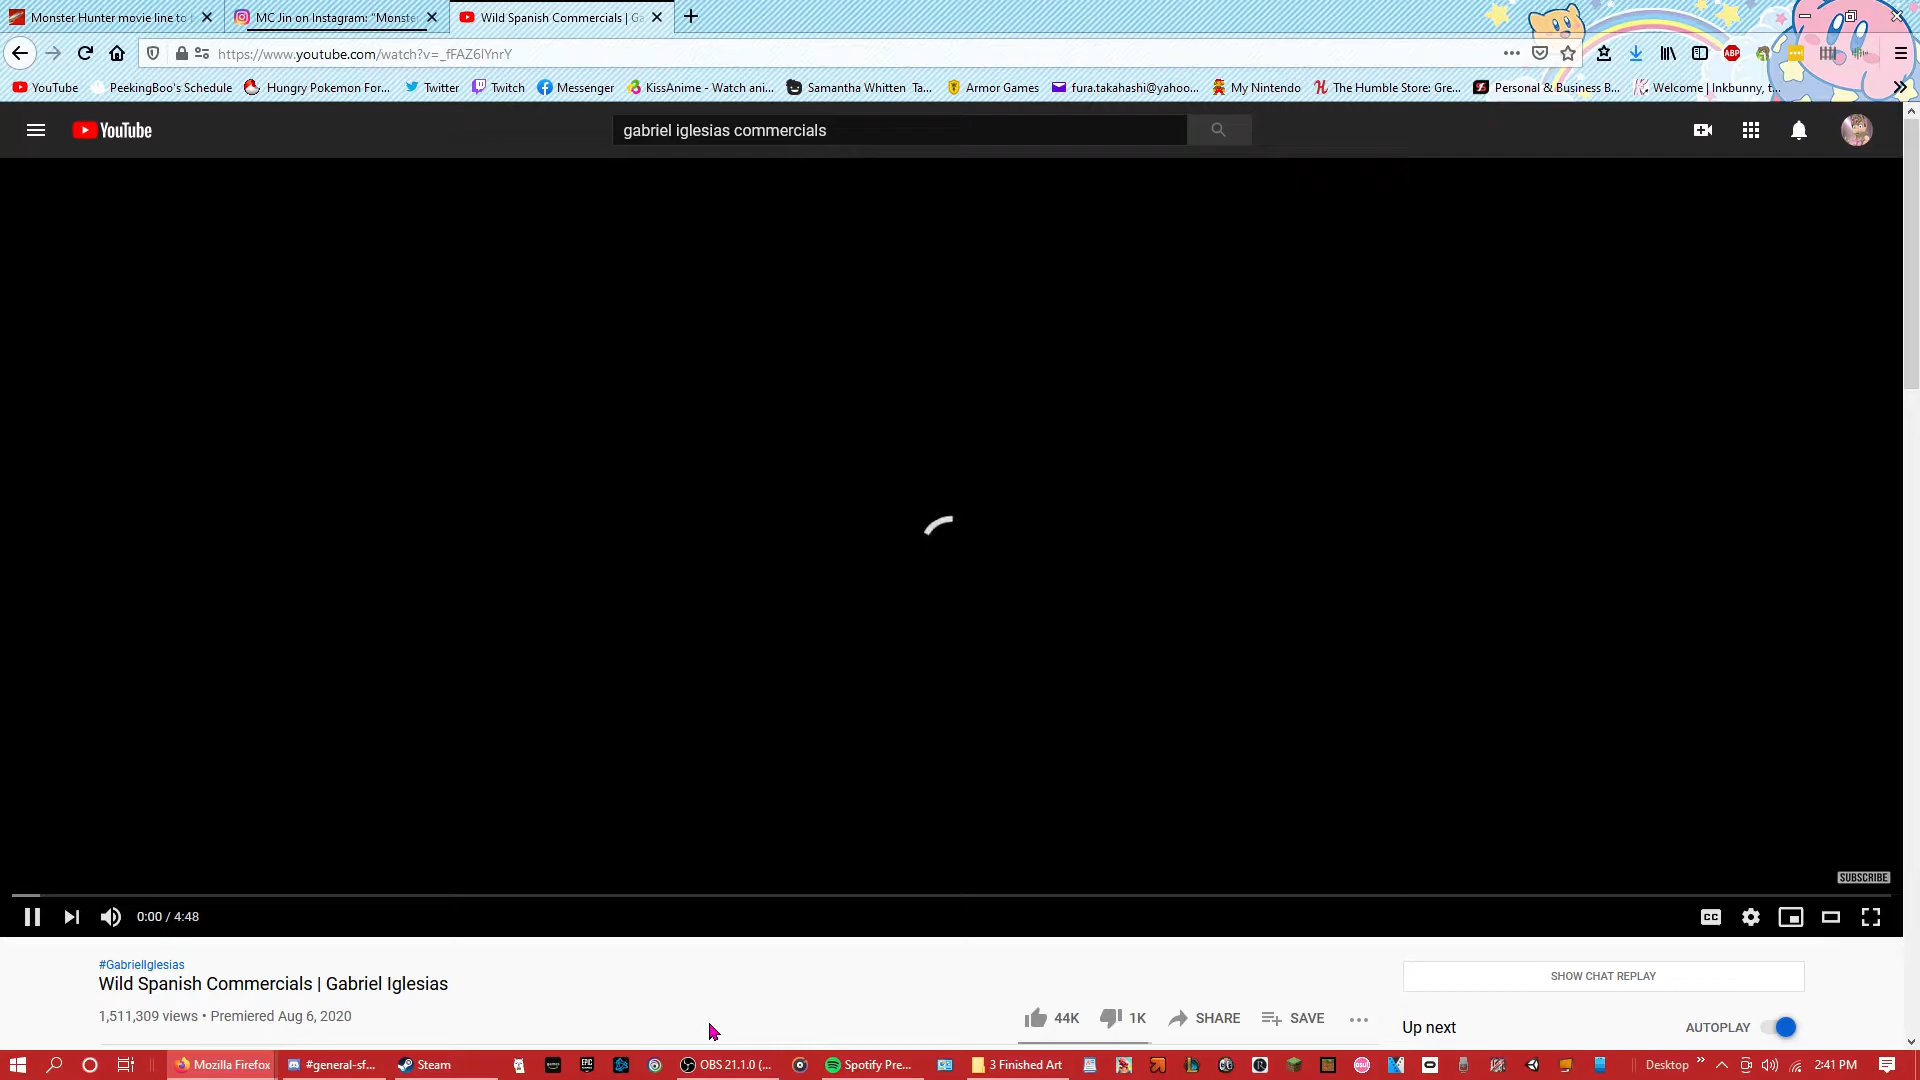 Monster Hunter movie line to
MC Jin on Instagram: "Monste
Wild Spanish Commercials | Ga
https://www.youtube.com/watch?v=_fFAZ6lYnrY
ABP
YouTube
PeekingBoo's Schedule
Hungry Pokemon For...
Twitter
Twitch
Messenger
KissAnime - Watch ani...
Samantha Whitten Ta...
Armor Games
fura.takahashi@yahoo...
My Nintendo
The Humble Store: Gre...
Personal & Business B...
Welcome | Inkbunny, t...
YouTube
gabriel iglesias commercials
SUBSCRIBE
0:00 / 4:48
CC
#GabrielIglesias
Wild Spanish Commercials | Gabriel Iglesias
1,511,309 views • Premiered Aug 6, 2020
44K
1K
SHARE
SAVE
SHOW CHAT REPLAY
Up next
AUTOPLAY
Mozilla Firefox
#general-sf...
Steam
EPIC
OBS 21.1.0 (...
Spotify Pre...
3 Finished Art
osu!
Desktop
2:41 PM